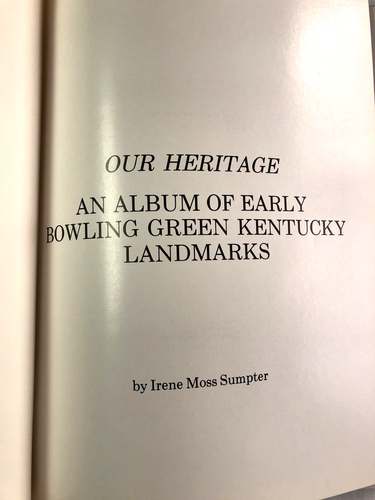 OUR HERITAGE
AN ALBUM OF EARLY
BOWLING GREEN KENTUCKY
LANDMARKS
by Irene Moss Sumpter